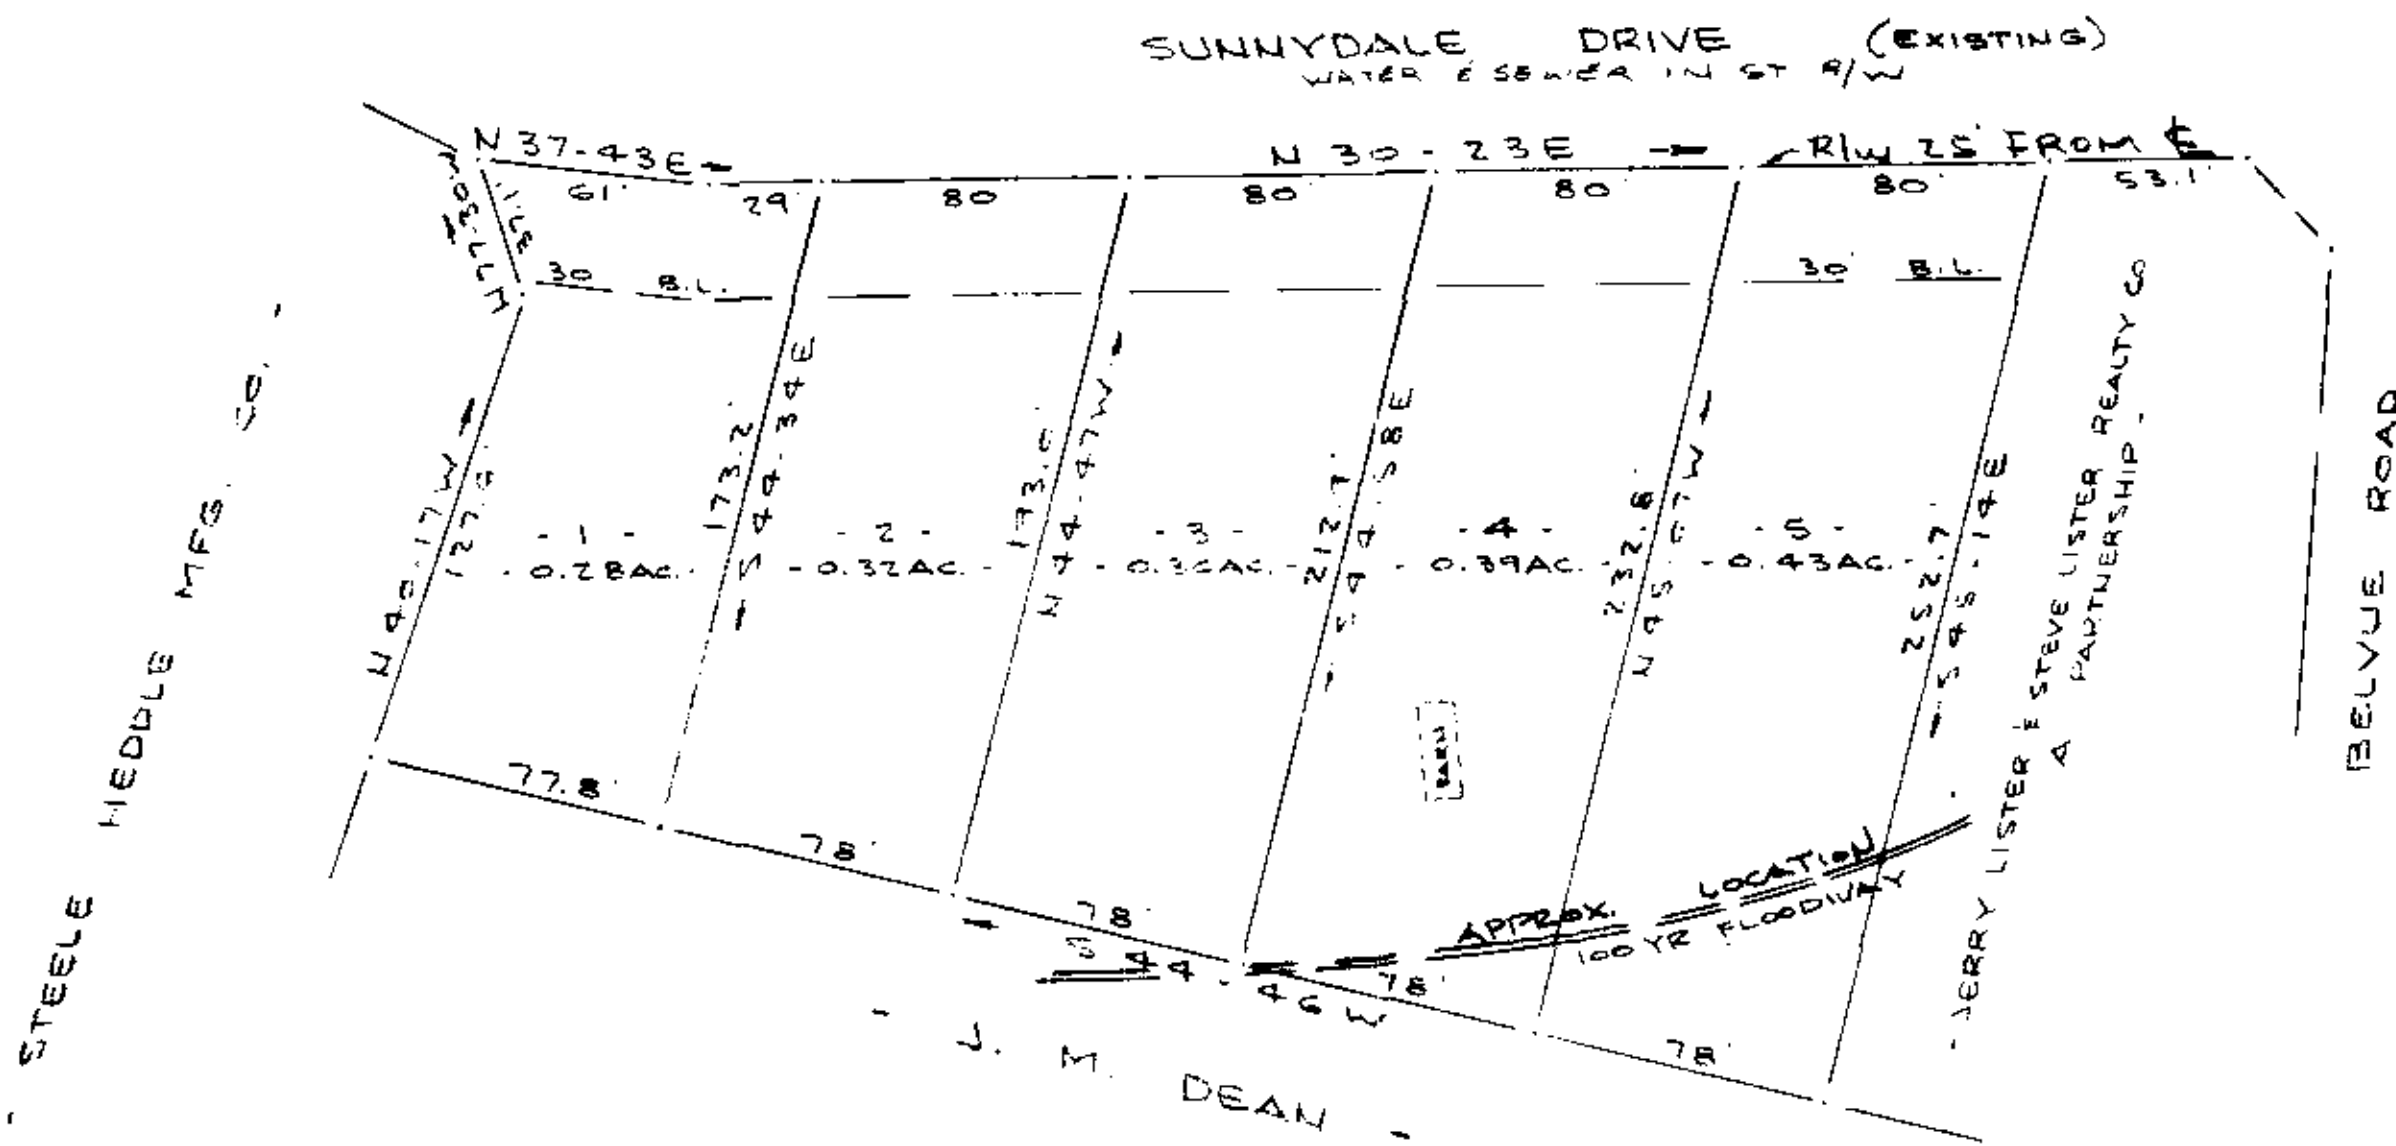 SUNNYDALE DRIVE (EXISTING)
WATER & SEWER IN ST R/W
N 37-43E
N 30-23E
R/W 25' FROM ℄
61'
29'
80'
80'
80'
80'
53.1'
30' B.L.
30' B.L.
N 40-17W
127.5'
173.2'
S 44-34E
173.0'
N 44-47W
212.7'
S 44-58E
232.8'
N 45-07W
252.7'
S 45-14E
- 1 -
0.28AC.
- 2 -
0.32AC.
- 3 -
- 4 -
0.39AC.
- 5 -
0.43AC.
BARN
77.8'
78'
78'
78'
78'
S 44-46W
APPROX. LOCATION
100 YR FLOODWAY
- STEELE HEDDLE MFG. CO. -
- J. M. DEAN -
JERRY LISTER & STEVE LISTER REALTY
A PARTNERSHIP -
BELVUE ROAD